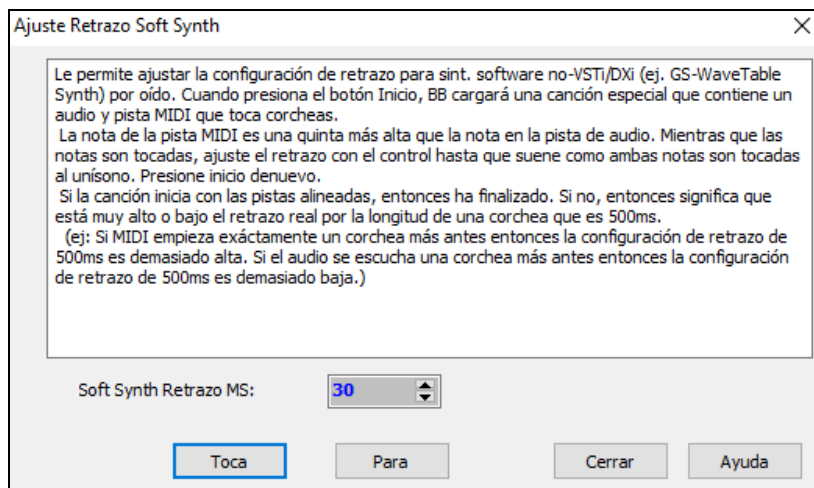 Ajuste Retrazo Soft Synth
Le permite ajustar la configuración de retrazo para sint. software no-VSTi/DXi (ej. GS-WaveTable
Synth) por oído. Cuando presiona el botón Inicio, BB cargará una canción especial que contiene un
audio y pista MIDI que toca corcheas.
La nota de la pista MIDI es una quinta más alta que la nota en la pista de audio. Mientras que las
notas son tocadas, ajuste el retrazo con el control hasta que suene como ambas notas son tocadas
al unísono. Presione inicio denuevo.
Si la canción inicia con las pistas alineadas, entonces ha finalizado. Si no, entonces significa que
está muy alto o bajo el retrazo real por la longitud de una corchea que es 500ms.
(ej: Si MIDI empieza exáctamente un corchea más antes entonces la configuración de retrazo de
500ms es demasiado alta. Si el audio se escucha una corchea más antes entonces la configuración
de retrazo de 500ms es demasiado baja.)
Soft Synth Retrazo MS: 30
Toca Para Cerrar Ayuda